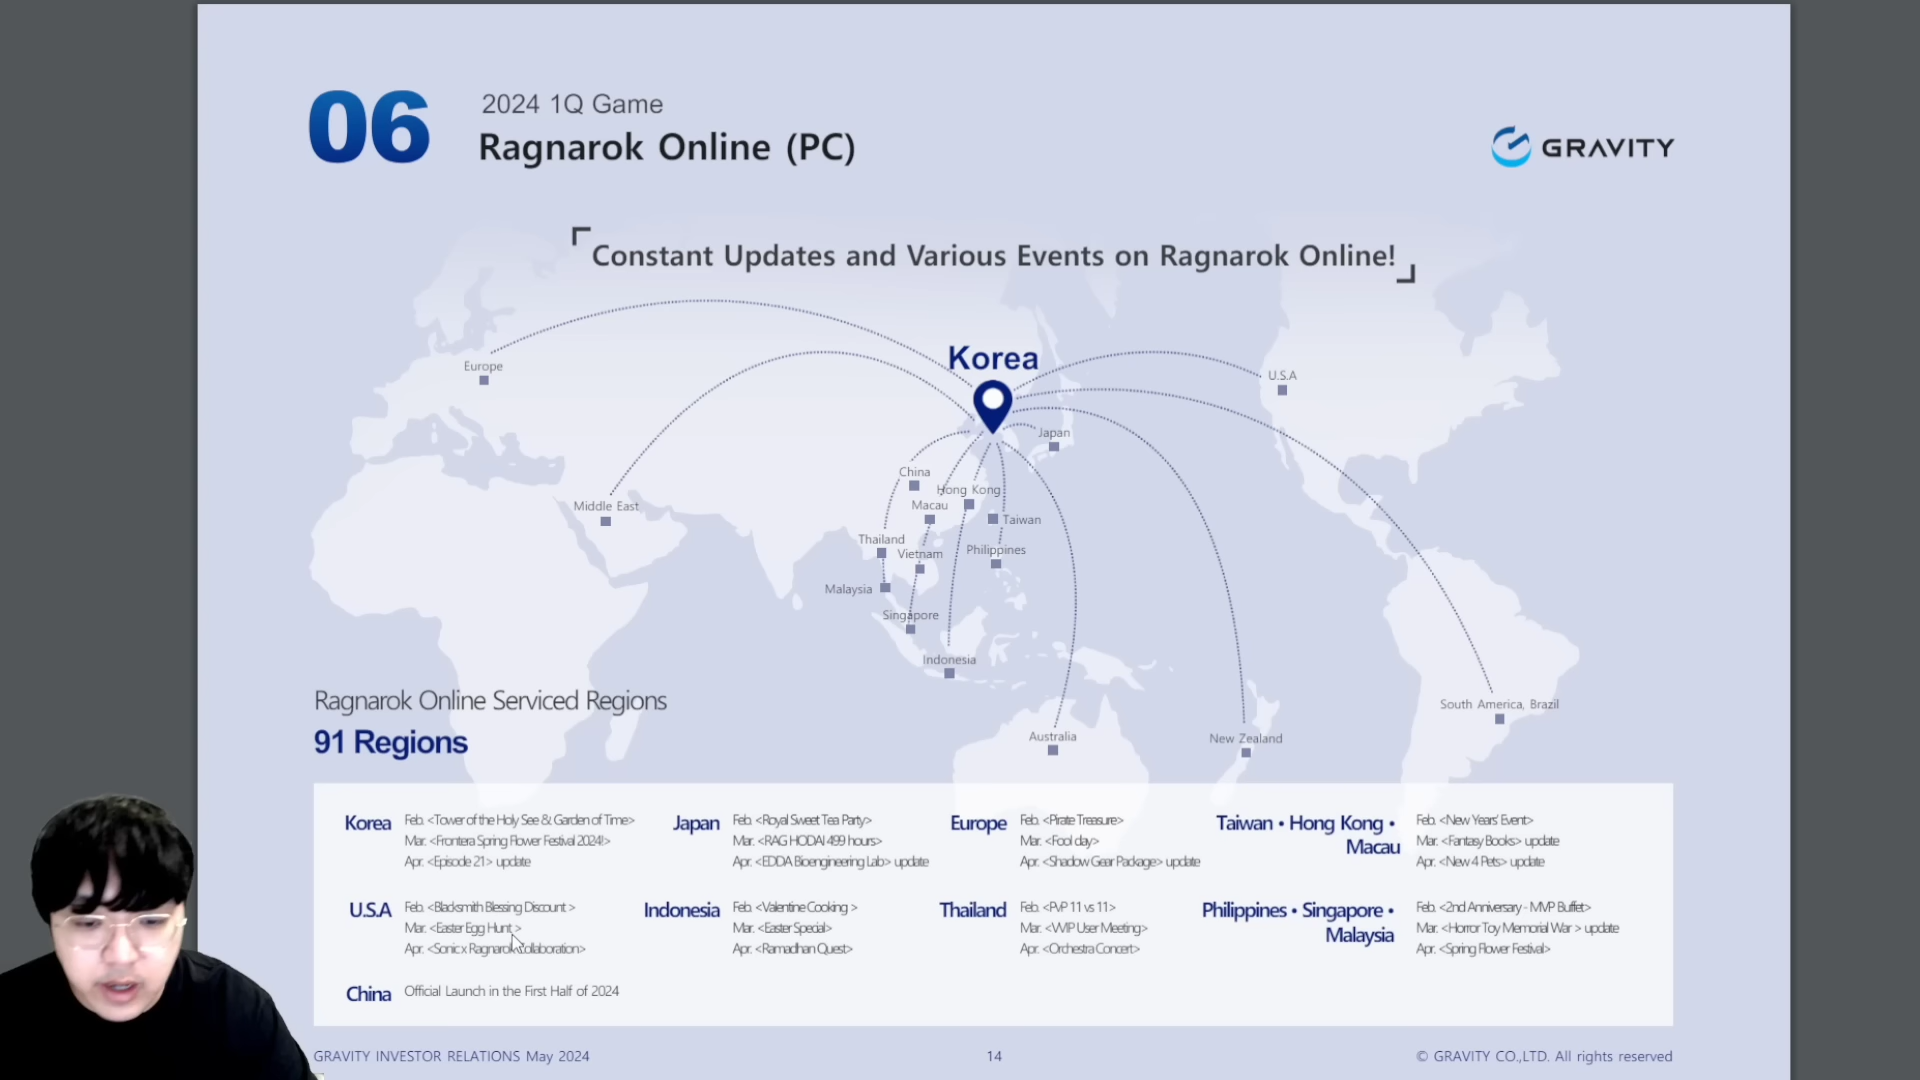 06
2024 1Q Game
Ragnarok Online (PC)
GRAVITY
「Constant Updates and Various Events on Ragnarok Online!」
Korea
Europe
U.S.A
Japan
China
Hong Kong
Middle East
Macau
Taiwan
Thailand
Vietnam
Philippines
Malaysia
Singapore
Indonesia
South America, Brazil
Australia
New Zealand
Ragnarok Online Serviced Regions
91 Regions
Korea
Feb. <Tower of the Holy See & Garden of Time>
Mar. <Frontera Spring Flower Festival 2024!>
Apr. <Episode 21> update
Japan
Feb. <Royal Sweet Tea Party>
Mar. <RAG HODAI 499 hours>
Apr. <EDDA Bioengineering Lab> update
Europe
Feb. <Pirate Treasure>
Mar. <Fool day>
Apr. <Shadow Gear Package> update
Taiwan • Hong Kong •
Macau
Feb. <New Years' Event>
Mar. <Fantasy Books> update
Apr. <New 4 Pets> update
U.S.A
Feb. <Blacksmith Blessing Discount >
Mar. <Easter Egg Hunt >
Apr. <Sonic x Ragnarok Collaboration>
Indonesia
Feb. <Valentine Cooking >
Mar. <Easter Special>
Apr. <Ramadhan Quest>
Thailand
Feb. <PvP 11 vs 11>
Mar. <VVIP User Meeting>
Apr. <Orchestra Concert>
Philippines • Singapore •
Malaysia
Feb. <2nd Anniversary - MVP Buffet>
Mar. <Horror Toy Memorial War > update
Apr. <Spring Flower Festival>
China
Official Launch in the First Half of 2024
GRAVITY INVESTOR RELATIONS May 2024
14
© GRAVITY CO.,LTD. All rights reserved